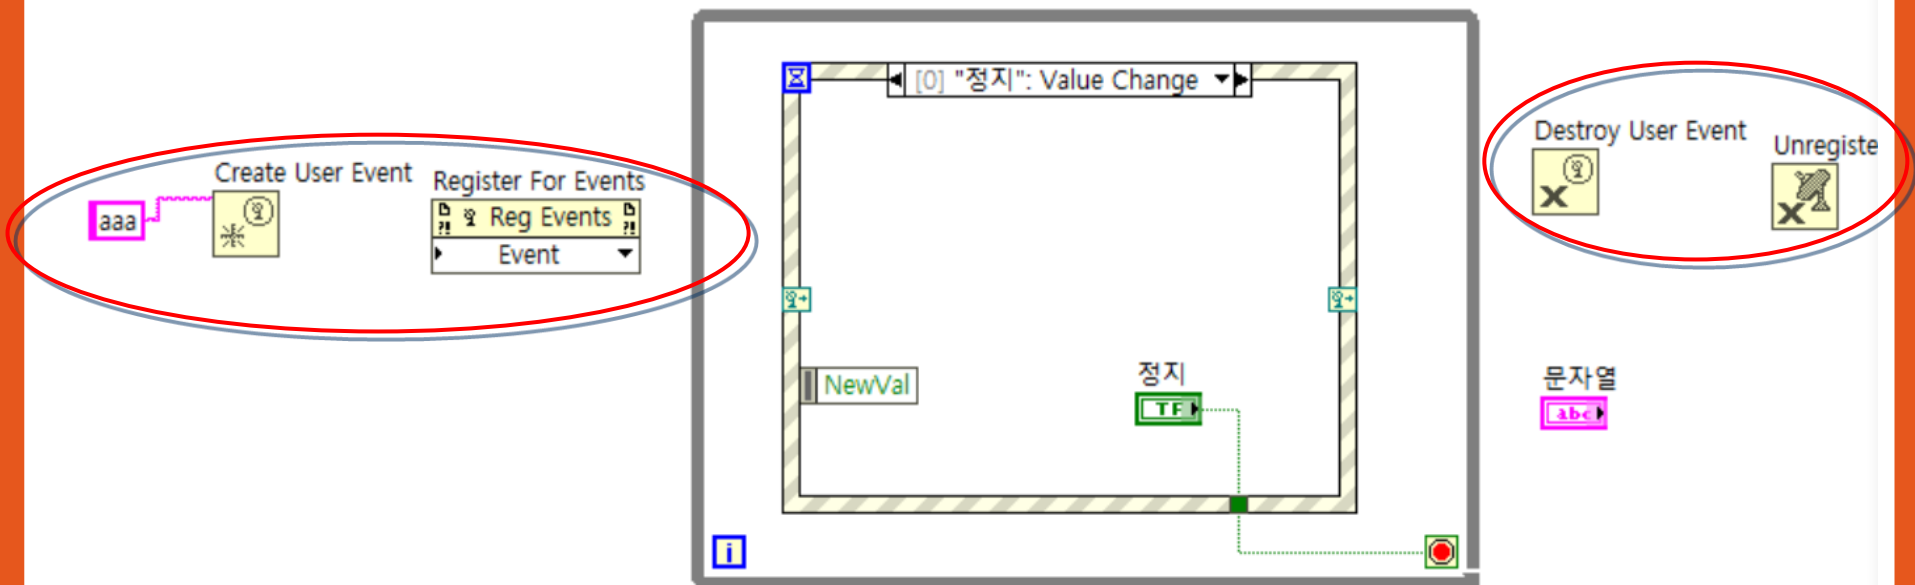 [0] "정지": Value Change
Create User Event
Register For Events
aaa
Reg Events
Event
Destroy User Event
Unregiste
NewVal
정지
TF
문자열
abc
i